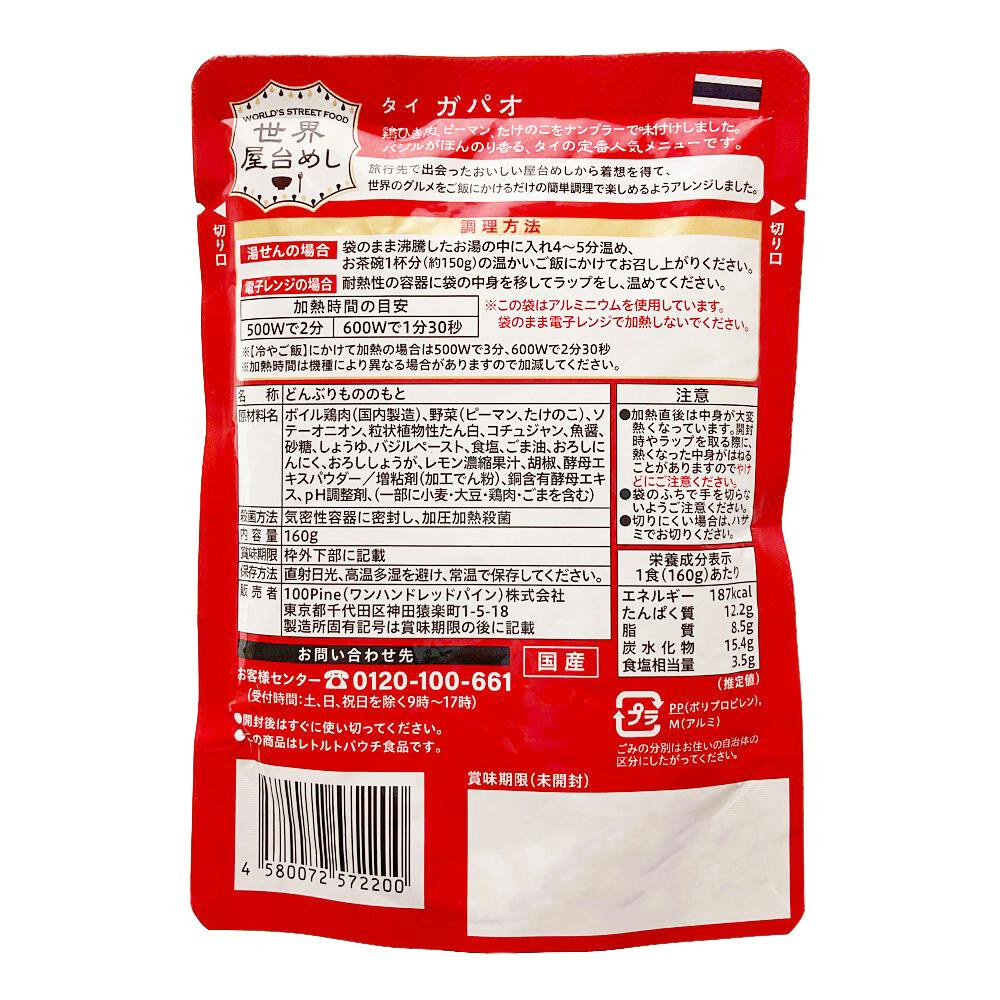 WORLD'S STREET FOOD
世界
屋台めし
タイ ガパオ
鶏ひき肉、ピーマン、たけのこをナンプラーで味付けしました。
バジルがほんのり香る、タイの定番人気メニューです。
旅行先で出会ったおいしい屋台めしから着想を得て、
世界のグルメをご飯にかけるだけの簡単調理で楽しめるようアレンジしました。
切り口
切り口
調理方法
湯せんの場合 袋のまま沸騰したお湯の中に入れ4〜5分温め、
お茶碗1杯分(約150g)の温かいご飯にかけてお召し上がりください。
電子レンジの場合 耐熱性の容器に袋の中身を移してラップをし、温めてください。
加熱時間の目安
500Wで2分 600Wで1分30秒
※この袋はアルミニウムを使用しています。
袋のまま電子レンジで加熱しないでください。
※【冷やご飯】にかけて加熱の場合は500Wで3分、600Wで2分30秒
※加熱時間は機種により異なる場合がありますので加減してください。
名称 どんぶりもののもと
原材料名 ボイル鶏肉(国内製造)、野菜(ピーマン、たけのこ)、ソ
テーオニオン、粒状植物性たん白、コチュジャン、魚醤、
砂糖、しょうゆ、バジルペースト、食塩、ごま油、おろしに
んにく、おろししょうが、レモン濃縮果汁、胡椒、酵母エ
キスパウダー/増粘剤(加工でん粉)、銅含有酵母エキ
ス、pH調整剤、(一部に小麦・大豆・鶏肉・ごまを含む)
殺菌方法 気密性容器に密封し、加圧加熱殺菌
内容量 160g
賞味期限 枠外下部に記載
保存方法 直射日光、高温多湿を避け、常温で保存してください。
販売者 100Pine(ワンハンドレッドパイン)株式会社
東京都千代田区神田猿楽町1-5-18
製造所固有記号は賞味期限の後に記載
注意
●加熱直後は中身が大変
熱くなっています。開封
時やラップを取る際に、
熱くなった中身がはねる
ことがありますのでやけ
どにご注意ください。
●袋のふちで手を切らな
いようご注意ください。
●切りにくい場合は、ハサ
ミでお切りください。
栄養成分表示
1食(160g)あたり
エネルギー 187kcal
たんぱく質 12.2g
脂質 8.5g
炭水化物 15.4g
食塩相当量 3.5g
(推定値)
お問い合わせ先
お客様センター☎0120-100-661
(受付時間:土、日、祝日を除く9時〜17時)
国産
●開封後はすぐに使い切ってください。
●この商品はレトルトパウチ食品です。
プラ
PP(ポリプロピレン)、
M(アルミ)
ごみの分別はお住いの自治体の
区分にしたがってください。
賞味期限(未開封)
4 580072 572200